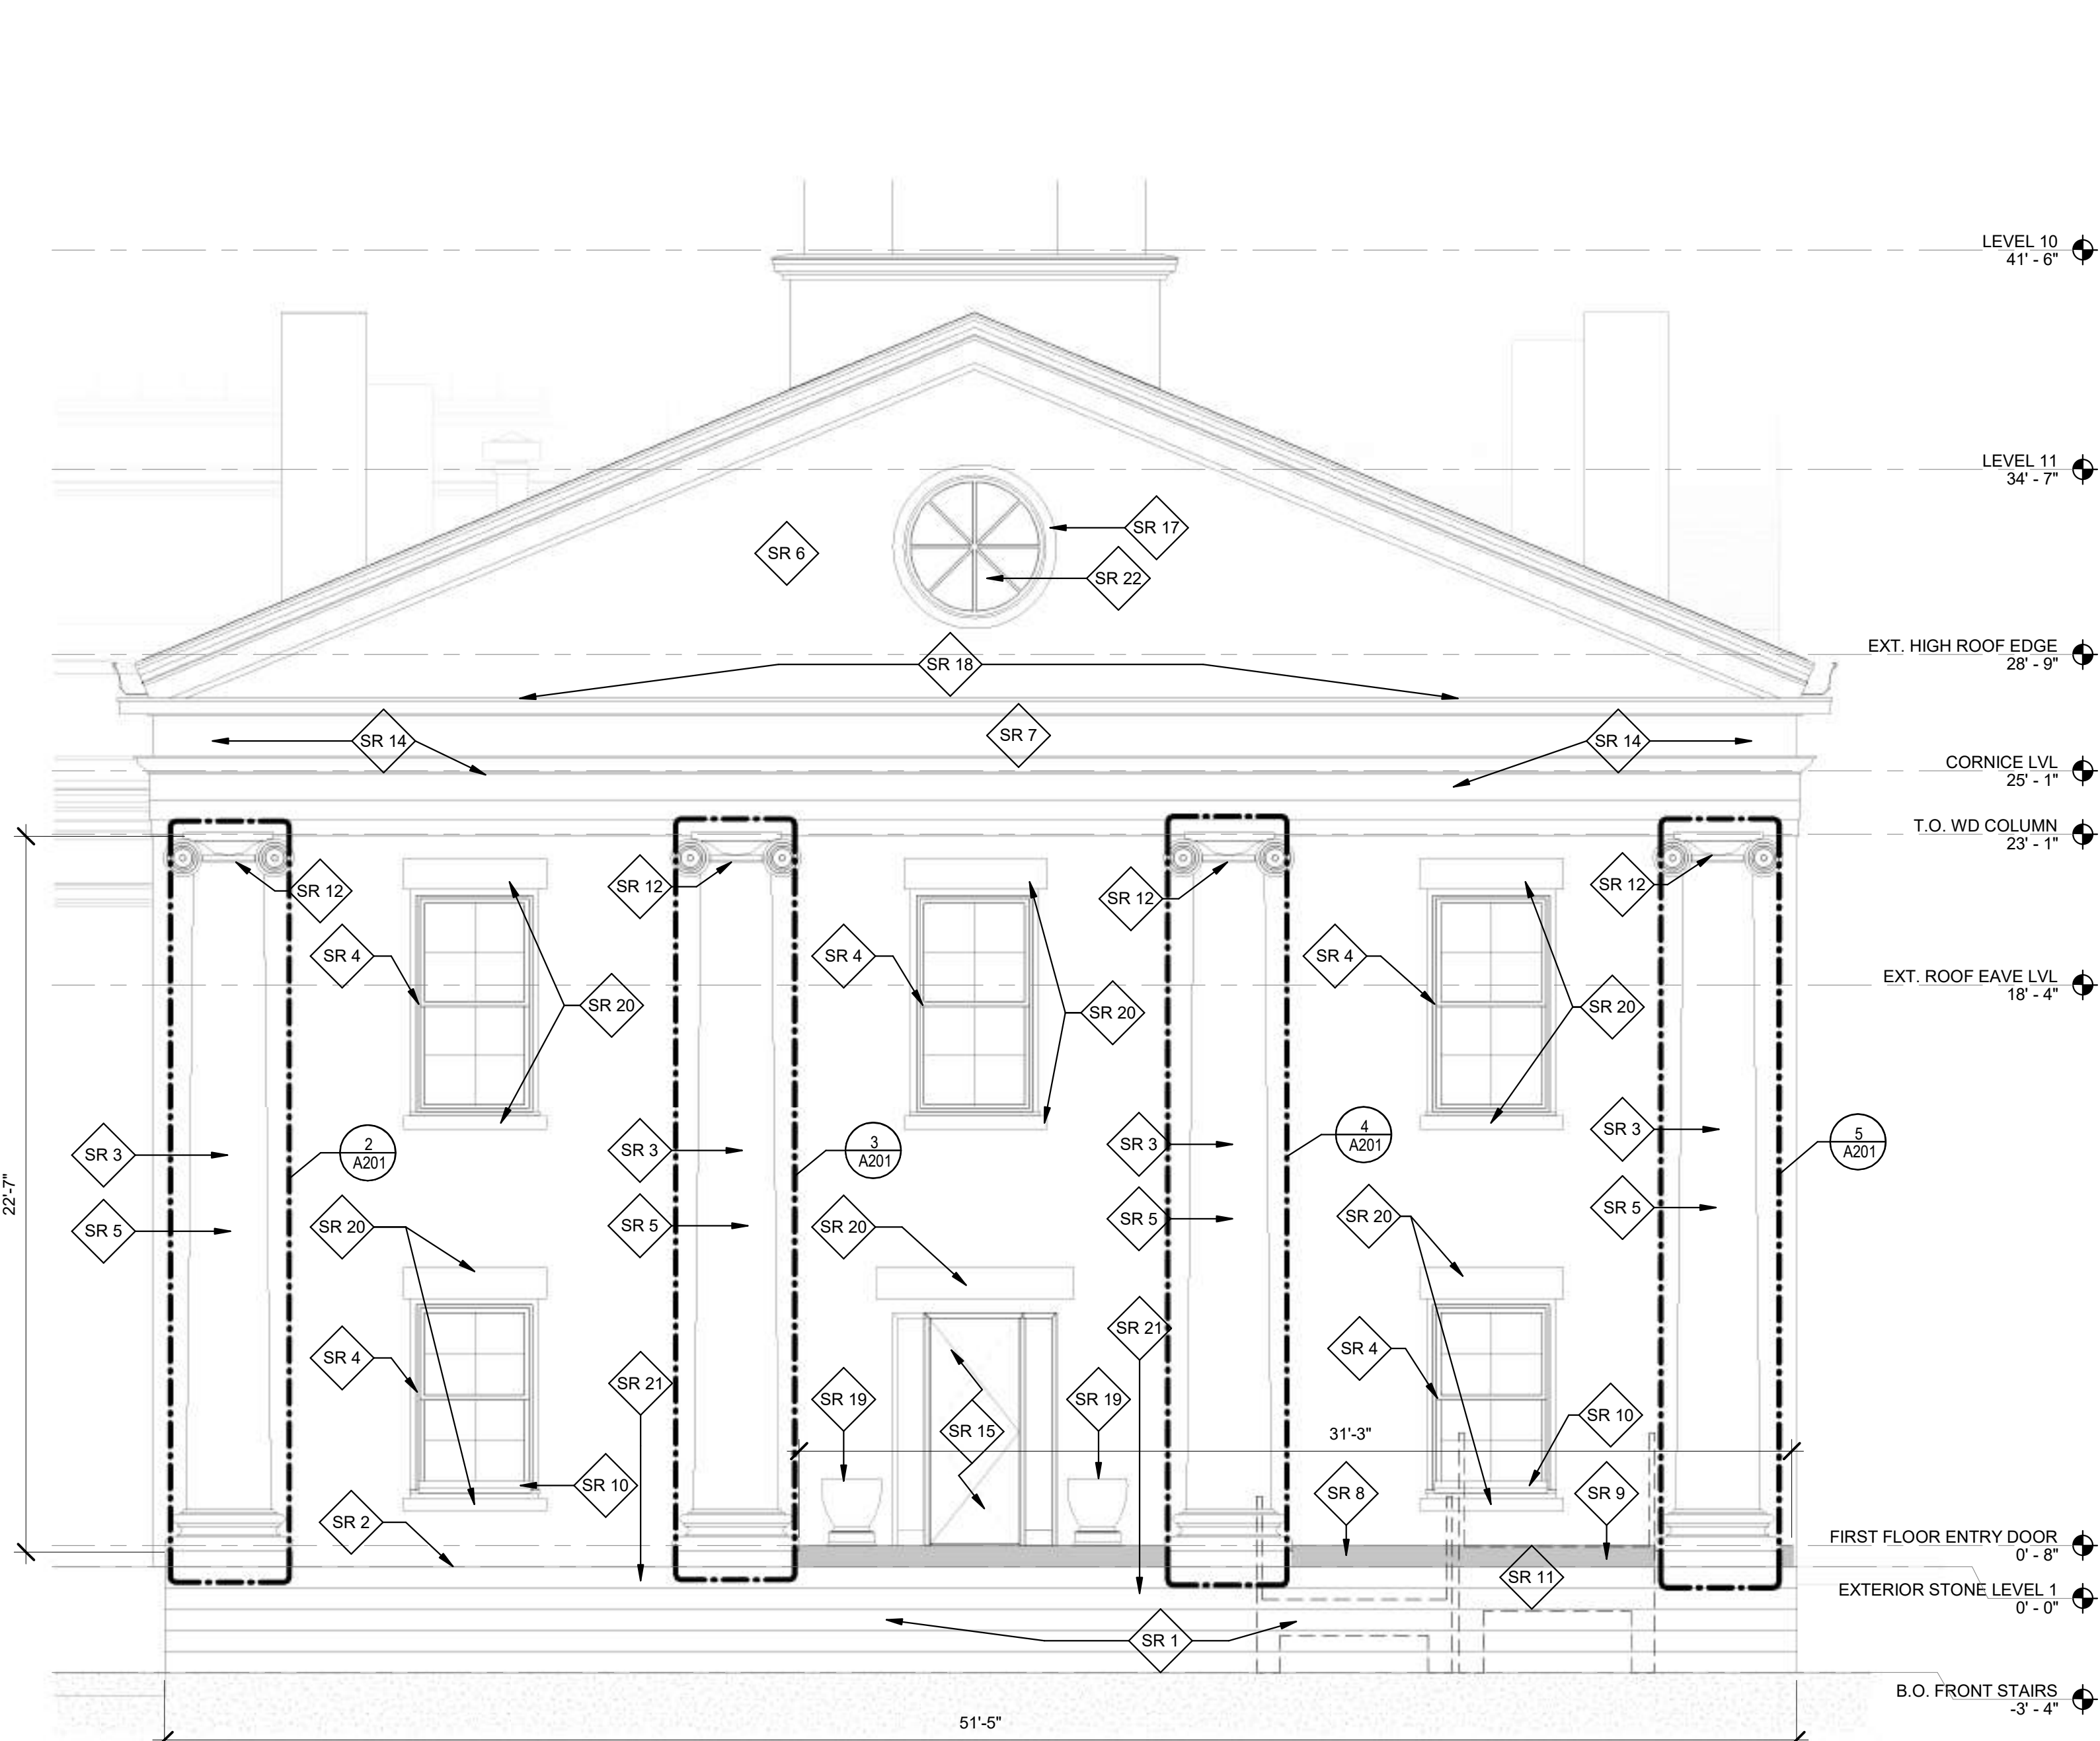 LEVEL 10
41' - 6"
LEVEL 11
34' - 7"
SR 17
SR 6
SR 22
EXT. HIGH ROOF EDGE
28' - 9"
SR 18
SR 14
SR 7
SR 14
CORNICE LVL
25' - 1"
T.O. WD COLUMN
23' - 1"
SR 12
SR 12
SR 12
SR 12
SR 4
SR 4
SR 4
EXT. ROOF EAVE LVL
18' - 4"
SR 20
SR 20
SR 20
SR 3
2
A201
SR 3
3
A201
SR 3
4
A201
SR 3
5
A201
22'-7"
SR 5
SR 20
SR 5
SR 20
SR 5
SR 20
SR 5
SR 21
SR 4
SR 21
SR 4
SR 19
SR 19
SR 15
31'-3"
SR 10
SR 10
SR 2
SR 8
SR 9
FIRST FLOOR ENTRY DOOR
0' - 8"
SR 11
EXTERIOR STONE LEVEL 1
0' - 0"
SR 1
B.O. FRONT STAIRS
-3' - 4"
51'-5"